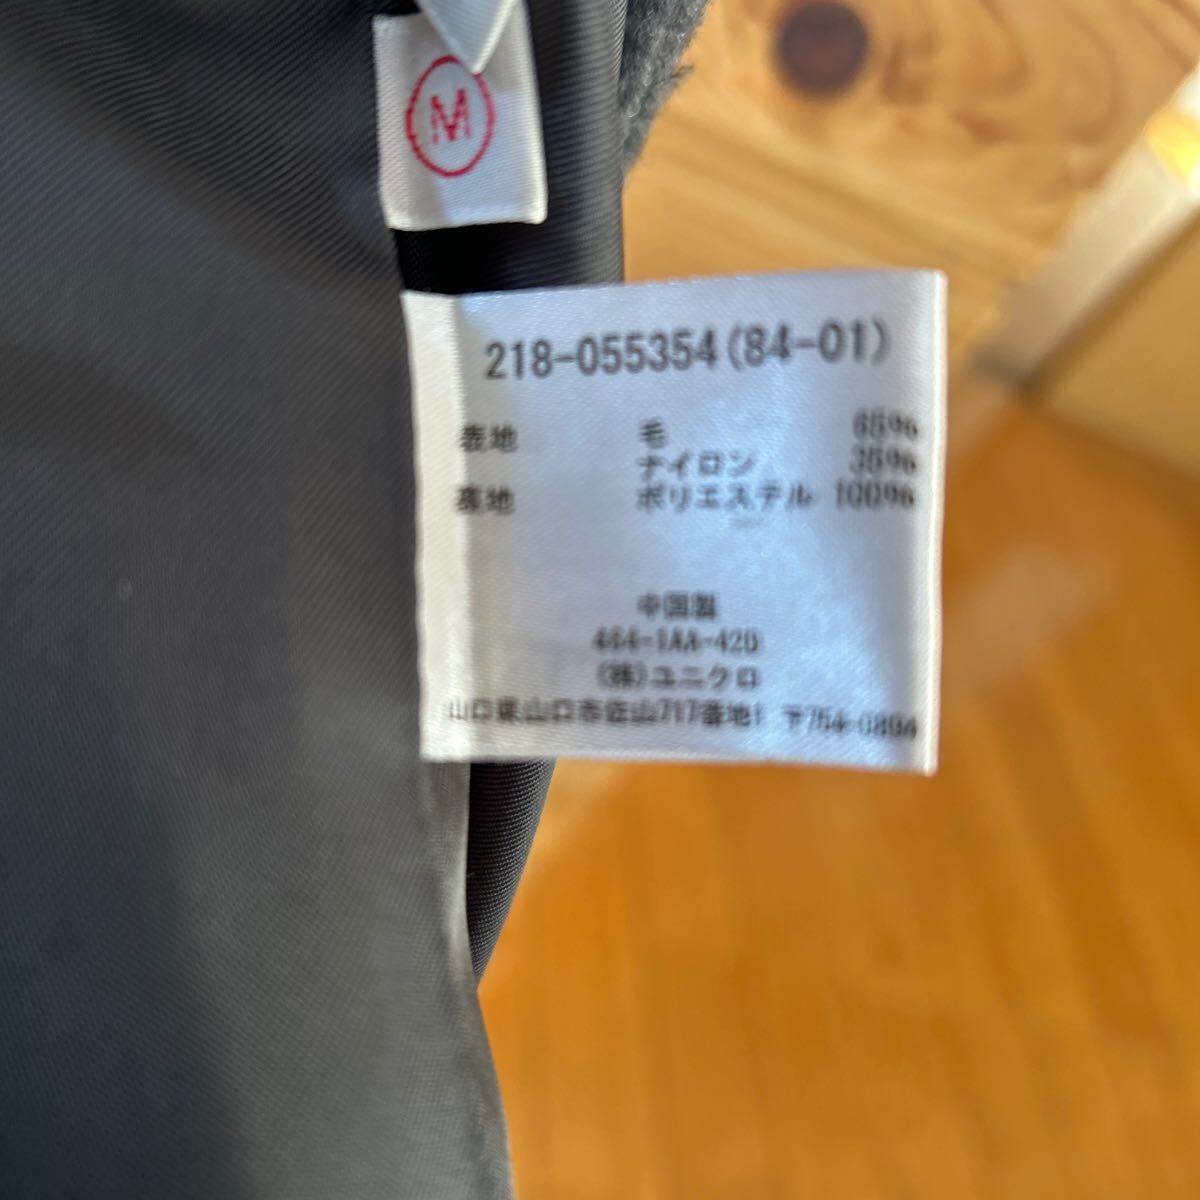 M
218-055354(84-01)
表地 毛 65%
ナイロン 35%
裏地 ポリエステル 100%
中国製
464-1AA-420
(株)ユニクロ
山口県山口市佐山717番地1 〒754-0894